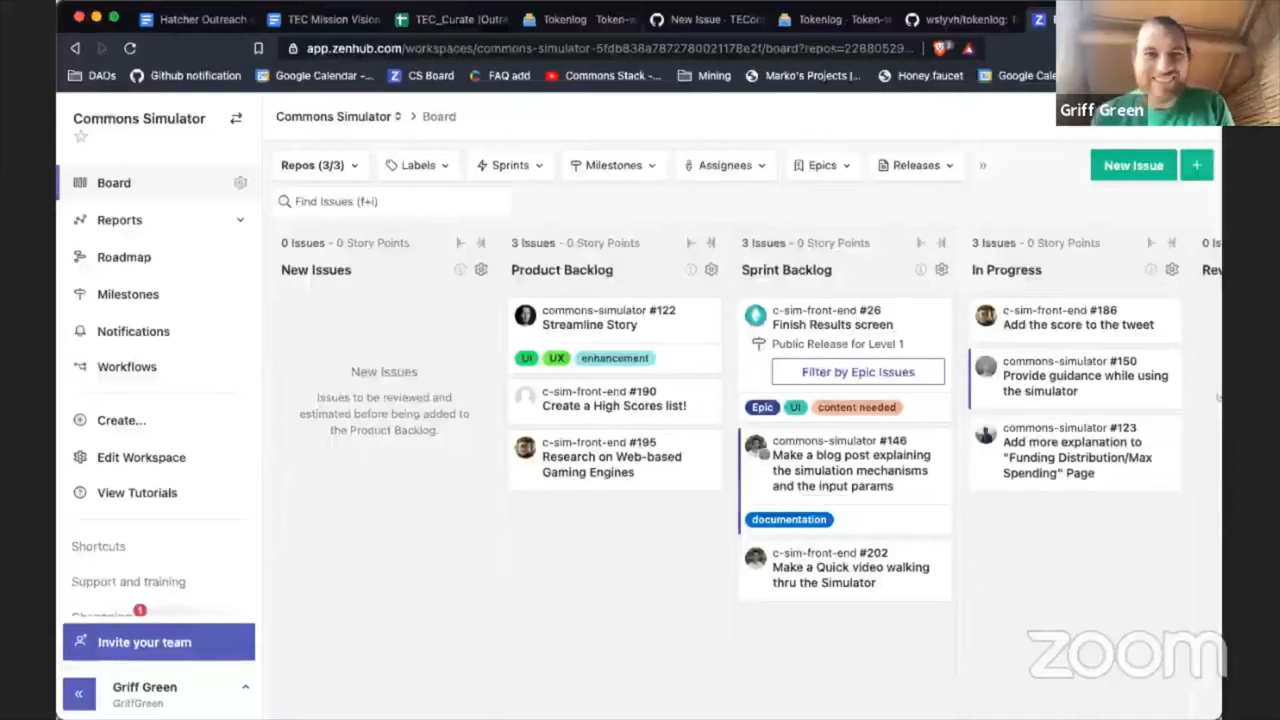 Hatcher Outreach
TEC Mission Vision
TEC_Curate |Outr
Tokenlog Token-
New Issue · TECom
Tokenlog · Token-
wslyvh/tokenlog:
app.zenhub.com/workspaces/commons-simulator-5fdb838a7872780021178e2f/board?repos=22880529...
DAOs
Github notification
Google Calendar -...
CS Board
FAQ add
Commons Stack -...
Mining
Marko's Projects |...
Honey faucet
Google Cale
Griff Green
Commons Simulator
Commons Simulator > Board
Board
Reports
Roadmap
Milestones
Notifications
Workflows
Create...
Edit Workspace
View Tutorials
Shortcuts
Support and training
1
Invite your team
«
Griff Green
GriffGreen
Repos (3/3)
Labels
Sprints
Milestones
Assignees
Epics
Releases
»
New Issue
+
Find Issues (f+i)
0 Issues - 0 Story Points
New Issues
New Issues
Issues to be reviewed and
estimated before being added to
the Product Backlog.
3 Issues - 0 Story Points
Product Backlog
commons-simulator #122
Streamline Story
UI
UX
enhancement
c-sim-front-end #190
Create a High Scores list!
c-sim-front-end #195
Research on Web-based
Gaming Engines
3 Issues - 0 Story Points
Sprint Backlog
c-sim-front-end #26
Finish Results screen
Public Release for Level 1
Filter by Epic Issues
Epic
UI
content needed
commons-simulator #146
Make a blog post explaining
the simulation mechanisms
and the input params
documentation
c-sim-front-end #202
Make a Quick video walking
thru the Simulator
3 Issues - 0 Story Points
In Progress
c-sim-front-end #186
Add the score to the tweet
commons-simulator #150
Provide guidance while using
the simulator
commons-simulator #123
Add more explanation to
"Funding Distribution/Max
Spending" Page
0 Is
Rev
zoom